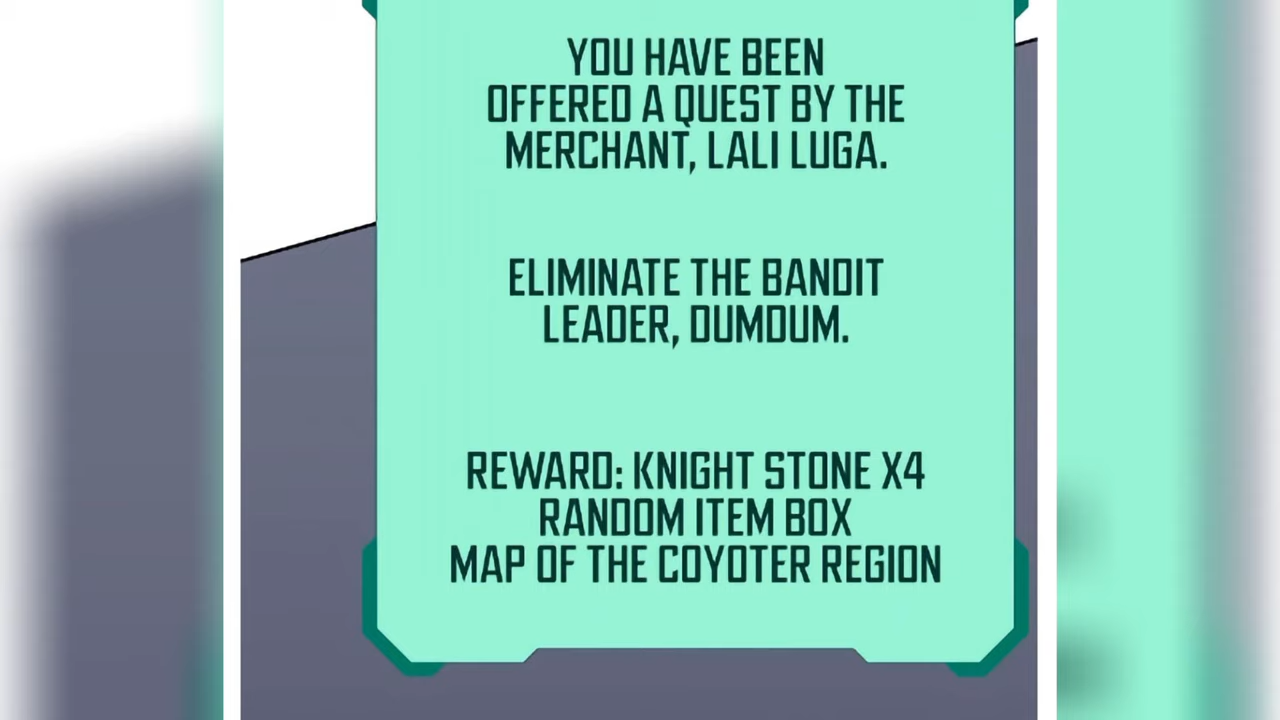 YOU HAVE BEEN
OFFERED A QUEST BY THE
MERCHANT, LALI LUGA.
ELIMINATE THE BANDIT
LEADER, DUMDUM.
REWARD: KNIGHT STONE X4
RANDOM ITEM BOX
MAP OF THE COYOTER REGION